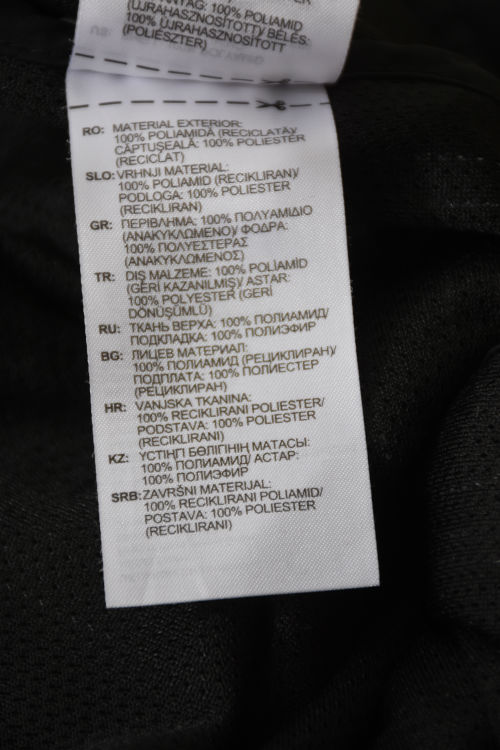 100% POLIAMID
(ÚJRAHASZNOSÍTOTT)/ BÉLÉS:
100% ÚJRAHASZNOSÍTOTT
(POLIÉSZTER)
RO: MATERIAL EXTERIOR:
100% POLIAMIDĂ (RECICLATĂ)/
CĂPTUȘEALĂ: 100% POLIESTER
(RECICLAT)
SLO: VRHNJI MATERIAL:
100% POLIAMID (RECIKLIRAN)/
PODLOGA: 100% POLIESTER
(RECIKLIRAN)
GR: ΠΕΡΙΒΛΗΜΑ: 100% ΠΟΛΥΑΜΙΔΙΟ
(ΑΝΑΚΥΚΛΩΜΕΝΟ)/ ΦΟΔΡΑ:
100% ΠΟΛΥΕΣΤΕΡΑΣ
(ΑΝΑΚΥΚΛΩΜΕΝΟΣ)
TR: DIŞ MALZEME: 100% POLİAMİD
(GERİ KAZANILMIŞ)/ ASTAR:
100% POLYESTER (GERİ
DÖNÜŞÜMLÜ)
RU: ТКАНЬ ВЕРХА: 100% ПОЛИАМИД/
ПОДКЛАДКА: 100% ПОЛИЭФИР
BG: ЛИЦЕВ МАТЕРИАЛ:
100% ПОЛИАМИД (РЕЦИКЛИРАН)/
ПОДПЛАТА: 100% ПОЛИЕСТЕР
(РЕЦИКЛИРАН)
HR: VANJSKA TKANINA:
100% RECIKLIRANI POLIESTER/
PODSTAVA: 100% POLIESTER
(RECIKLIRANI)
KZ: ҮСТІҢГІ БӨЛІГІНІҢ МАТАСЫ:
100% ПОЛИАМИД/ АСТАР:
100% ПОЛИЭФИР
SRB: ZAVRŠNI MATERIJAL:
100% RECIKLIRANI POLIAMID/
POSTAVA: 100% POLIESTER
(RECIKLIRANI)